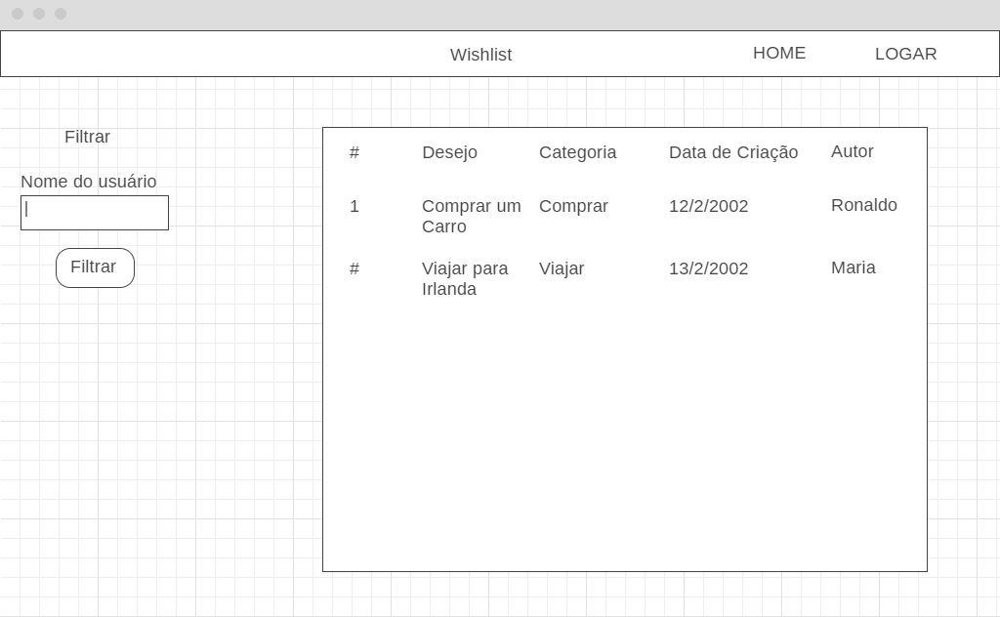 Wishlist HOME LOGAR
Filtrar
Nome do usuário
Filtrar
# Desejo Categoria Data de Criação Autor
1 Comprar um Comprar 12/2/2002 Ronaldo
Carro
# Viajar para Viajar 13/2/2002 Maria
Irlanda